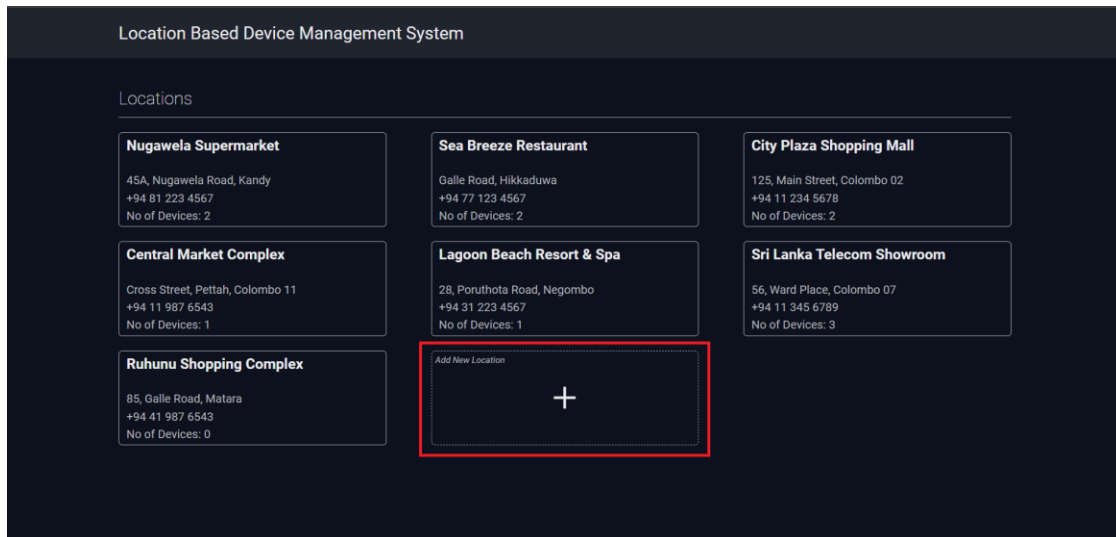 Location Based Device Management System
Locations
Nugawela Supermarket
45A, Nugawela Road, Kandy
+94 81 223 4567
No of Devices: 2
Sea Breeze Restaurant
Galle Road, Hikkaduwa
+94 77 123 4567
No of Devices: 2
City Plaza Shopping Mall
125, Main Street, Colombo 02
+94 11 234 5678
No of Devices: 2
Central Market Complex
Cross Street, Pettah, Colombo 11
+94 11 987 6543
No of Devices: 1
Lagoon Beach Resort & Spa
28, Poruthota Road, Negombo
+94 31 223 4567
No of Devices: 1
Sri Lanka Telecom Showroom
56, Ward Place, Colombo 07
+94 11 345 6789
No of Devices: 3
Ruhunu Shopping Complex
85, Galle Road, Matara
+94 41 987 6543
No of Devices: 0
Add New Location
+